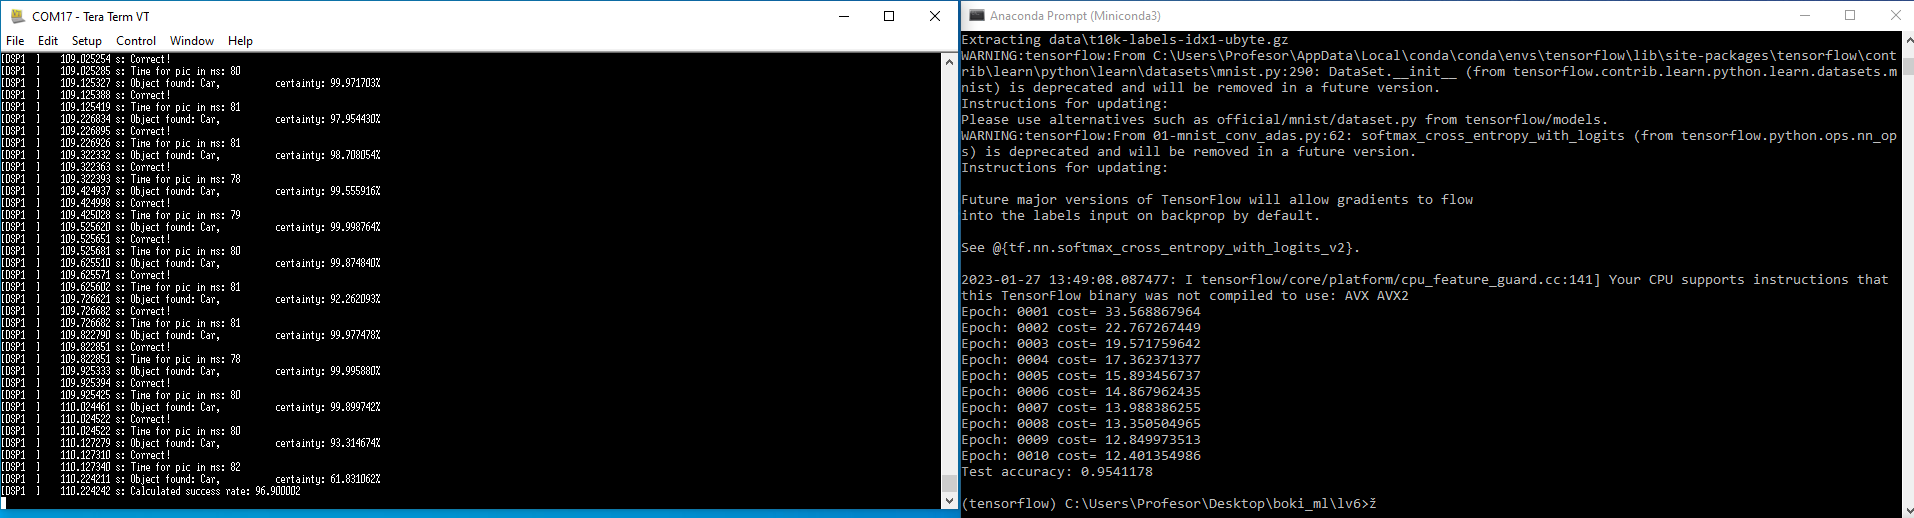 COM17 - Tera Term VT
File Edit Setup Control Window Help
[DSP1 ] 109.025254 s: Correct!
[DSP1 ] 109.025285 s: Time for pic in ms: 80
[DSP1 ] 109.125327 s: Object found: Car, certainty: 99.971703%
[DSP1 ] 109.125388 s: Correct!
[DSP1 ] 109.125419 s: Time for pic in ms: 81
[DSP1 ] 109.226834 s: Object found: Car, certainty: 97.954430%
[DSP1 ] 109.226895 s: Correct!
[DSP1 ] 109.226926 s: Time for pic in ms: 81
[DSP1 ] 109.322332 s: Object found: Car, certainty: 98.708054%
[DSP1 ] 109.322363 s: Correct!
[DSP1 ] 109.322393 s: Time for pic in ms: 78
[DSP1 ] 109.424937 s: Object found: Car, certainty: 99.555916%
[DSP1 ] 109.424998 s: Correct!
[DSP1 ] 109.425028 s: Time for pic in ms: 79
[DSP1 ] 109.525620 s: Object found: Car, certainty: 99.998764%
[DSP1 ] 109.525651 s: Correct!
[DSP1 ] 109.525681 s: Time for pic in ms: 80
[DSP1 ] 109.625510 s: Object found: Car, certainty: 99.874840%
[DSP1 ] 109.625571 s: Correct!
[DSP1 ] 109.625602 s: Time for pic in ms: 81
[DSP1 ] 109.726621 s: Object found: Car, certainty: 92.262093%
[DSP1 ] 109.726682 s: Correct!
[DSP1 ] 109.726682 s: Time for pic in ms: 81
[DSP1 ] 109.822790 s: Object found: Car, certainty: 99.977478%
[DSP1 ] 109.822851 s: Correct!
[DSP1 ] 109.822851 s: Time for pic in ms: 78
[DSP1 ] 109.925333 s: Object found: Car, certainty: 99.995880%
[DSP1 ] 109.925394 s: Correct!
[DSP1 ] 109.925425 s: Time for pic in ms: 80
[DSP1 ] 110.024461 s: Object found: Car, certainty: 99.899742%
[DSP1 ] 110.024522 s: Correct!
[DSP1 ] 110.024522 s: Time for pic in ms: 80
[DSP1 ] 110.127279 s: Object found: Car, certainty: 93.314674%
[DSP1 ] 110.127310 s: Correct!
[DSP1 ] 110.127340 s: Time for pic in ms: 82
[DSP1 ] 110.224211 s: Object found: Car, certainty: 61.831062%
[DSP1 ] 110.224242 s: Calculated success rate: 96.900002
Anaconda Prompt (Miniconda3)
Extracting data\t10k-labels-idx1-ubyte.gz
WARNING:tensorflow:From C:\Users\Profesor\AppData\Local\conda\conda\envs\tensorflow\lib\site-packages\tensorflow\cont
rib\learn\python\learn\datasets\mnist.py:290: DataSet.__init__ (from tensorflow.contrib.learn.python.learn.datasets.m
nist) is deprecated and will be removed in a future version.
Instructions for updating:
Please use alternatives such as official/mnist/dataset.py from tensorflow/models.
WARNING:tensorflow:From 01-mnist_conv_adas.py:62: softmax_cross_entropy_with_logits (from tensorflow.python.ops.nn_op
s) is deprecated and will be removed in a future version.
Instructions for updating:
Future major versions of TensorFlow will allow gradients to flow
into the labels input on backprop by default.
See @{tf.nn.softmax_cross_entropy_with_logits_v2}.
2023-01-27 13:49:08.087477: I tensorflow/core/platform/cpu_feature_guard.cc:141] Your CPU supports instructions that
this TensorFlow binary was not compiled to use: AVX AVX2
Epoch: 0001 cost= 33.568867964
Epoch: 0002 cost= 22.767267449
Epoch: 0003 cost= 19.571759642
Epoch: 0004 cost= 17.362371377
Epoch: 0005 cost= 15.893456737
Epoch: 0006 cost= 14.867962435
Epoch: 0007 cost= 13.988386255
Epoch: 0008 cost= 13.350504965
Epoch: 0009 cost= 12.849973513
Epoch: 0010 cost= 12.401354986
Test accuracy: 0.9541178
(tensorflow) C:\Users\Profesor\Desktop\boki_ml\lv6>ž